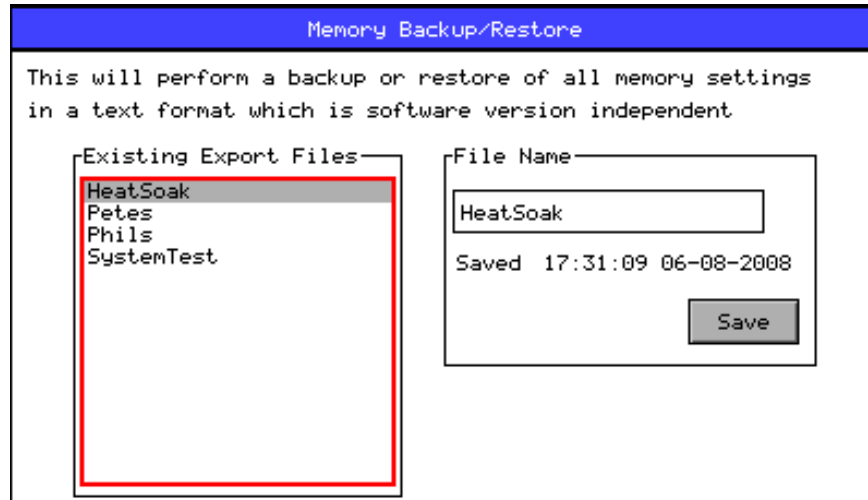 Memory Backup/Restore
This will perform a backup or restore of all memory settings
in a text format which is software version independent
Existing Export Files
HeatSoak
Petes
Phils
SystemTest
File Name
HeatSoak
Saved 17:31:09 06-08-2008
Save